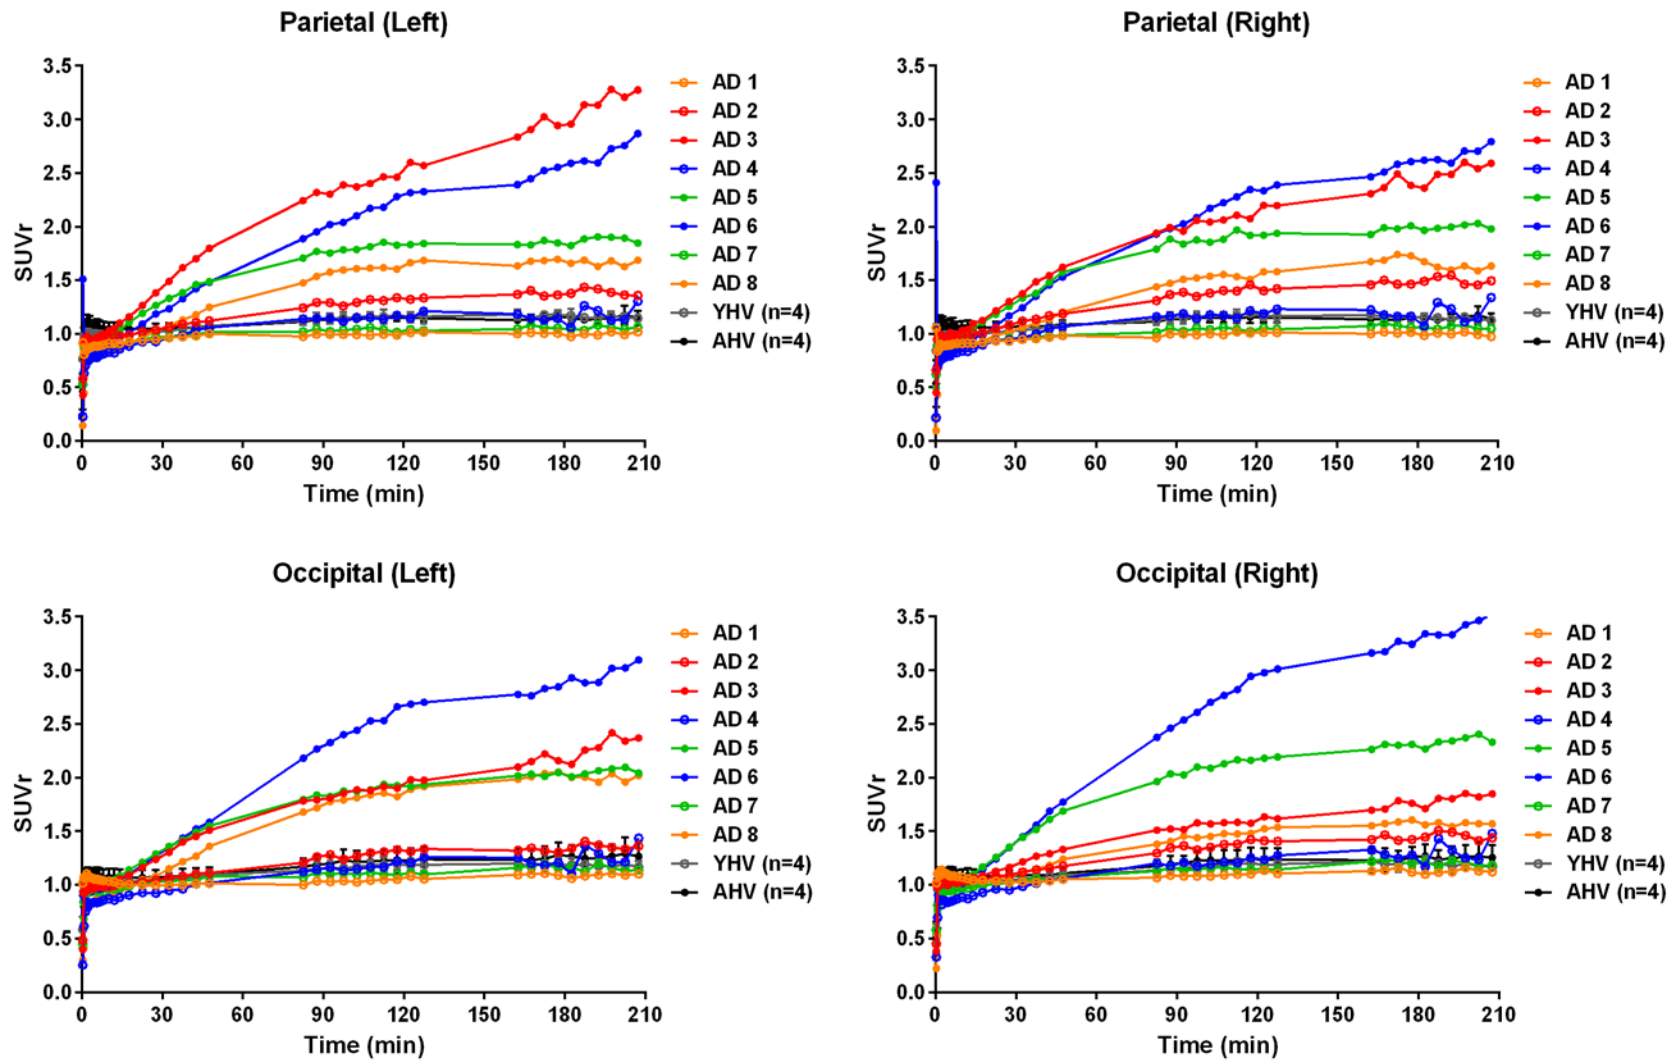 Parietal (Left)
3.5
3.0
2.5
2.0
1.5
1.0
0.5
0.0
SUVr
0 30 60 90 120 150 180 210
Time (min)
AD 1
AD 2
AD 3
AD 4
AD 5
AD 6
AD 7
AD 8
YHV (n=4)
AHV (n=4)
Parietal (Right)
3.5
3.0
2.5
2.0
1.5
1.0
0.5
0.0
SUVr
0 30 60 90 120 150 180 210
Time (min)
AD 1
AD 2
AD 3
AD 4
AD 5
AD 6
AD 7
AD 8
YHV (n=4)
AHV (n=4)
Occipital (Left)
3.5
3.0
2.5
2.0
1.5
1.0
0.5
0.0
SUVr
0 30 60 90 120 150 180 210
Time (min)
AD 1
AD 2
AD 3
AD 4
AD 5
AD 6
AD 7
AD 8
YHV (n=4)
AHV (n=4)
Occipital (Right)
3.5
3.0
2.5
2.0
1.5
1.0
0.5
0.0
SUVr
0 30 60 90 120 150 180 210
Time (min)
AD 1
AD 2
AD 3
AD 4
AD 5
AD 6
AD 7
AD 8
YHV (n=4)
AHV (n=4)